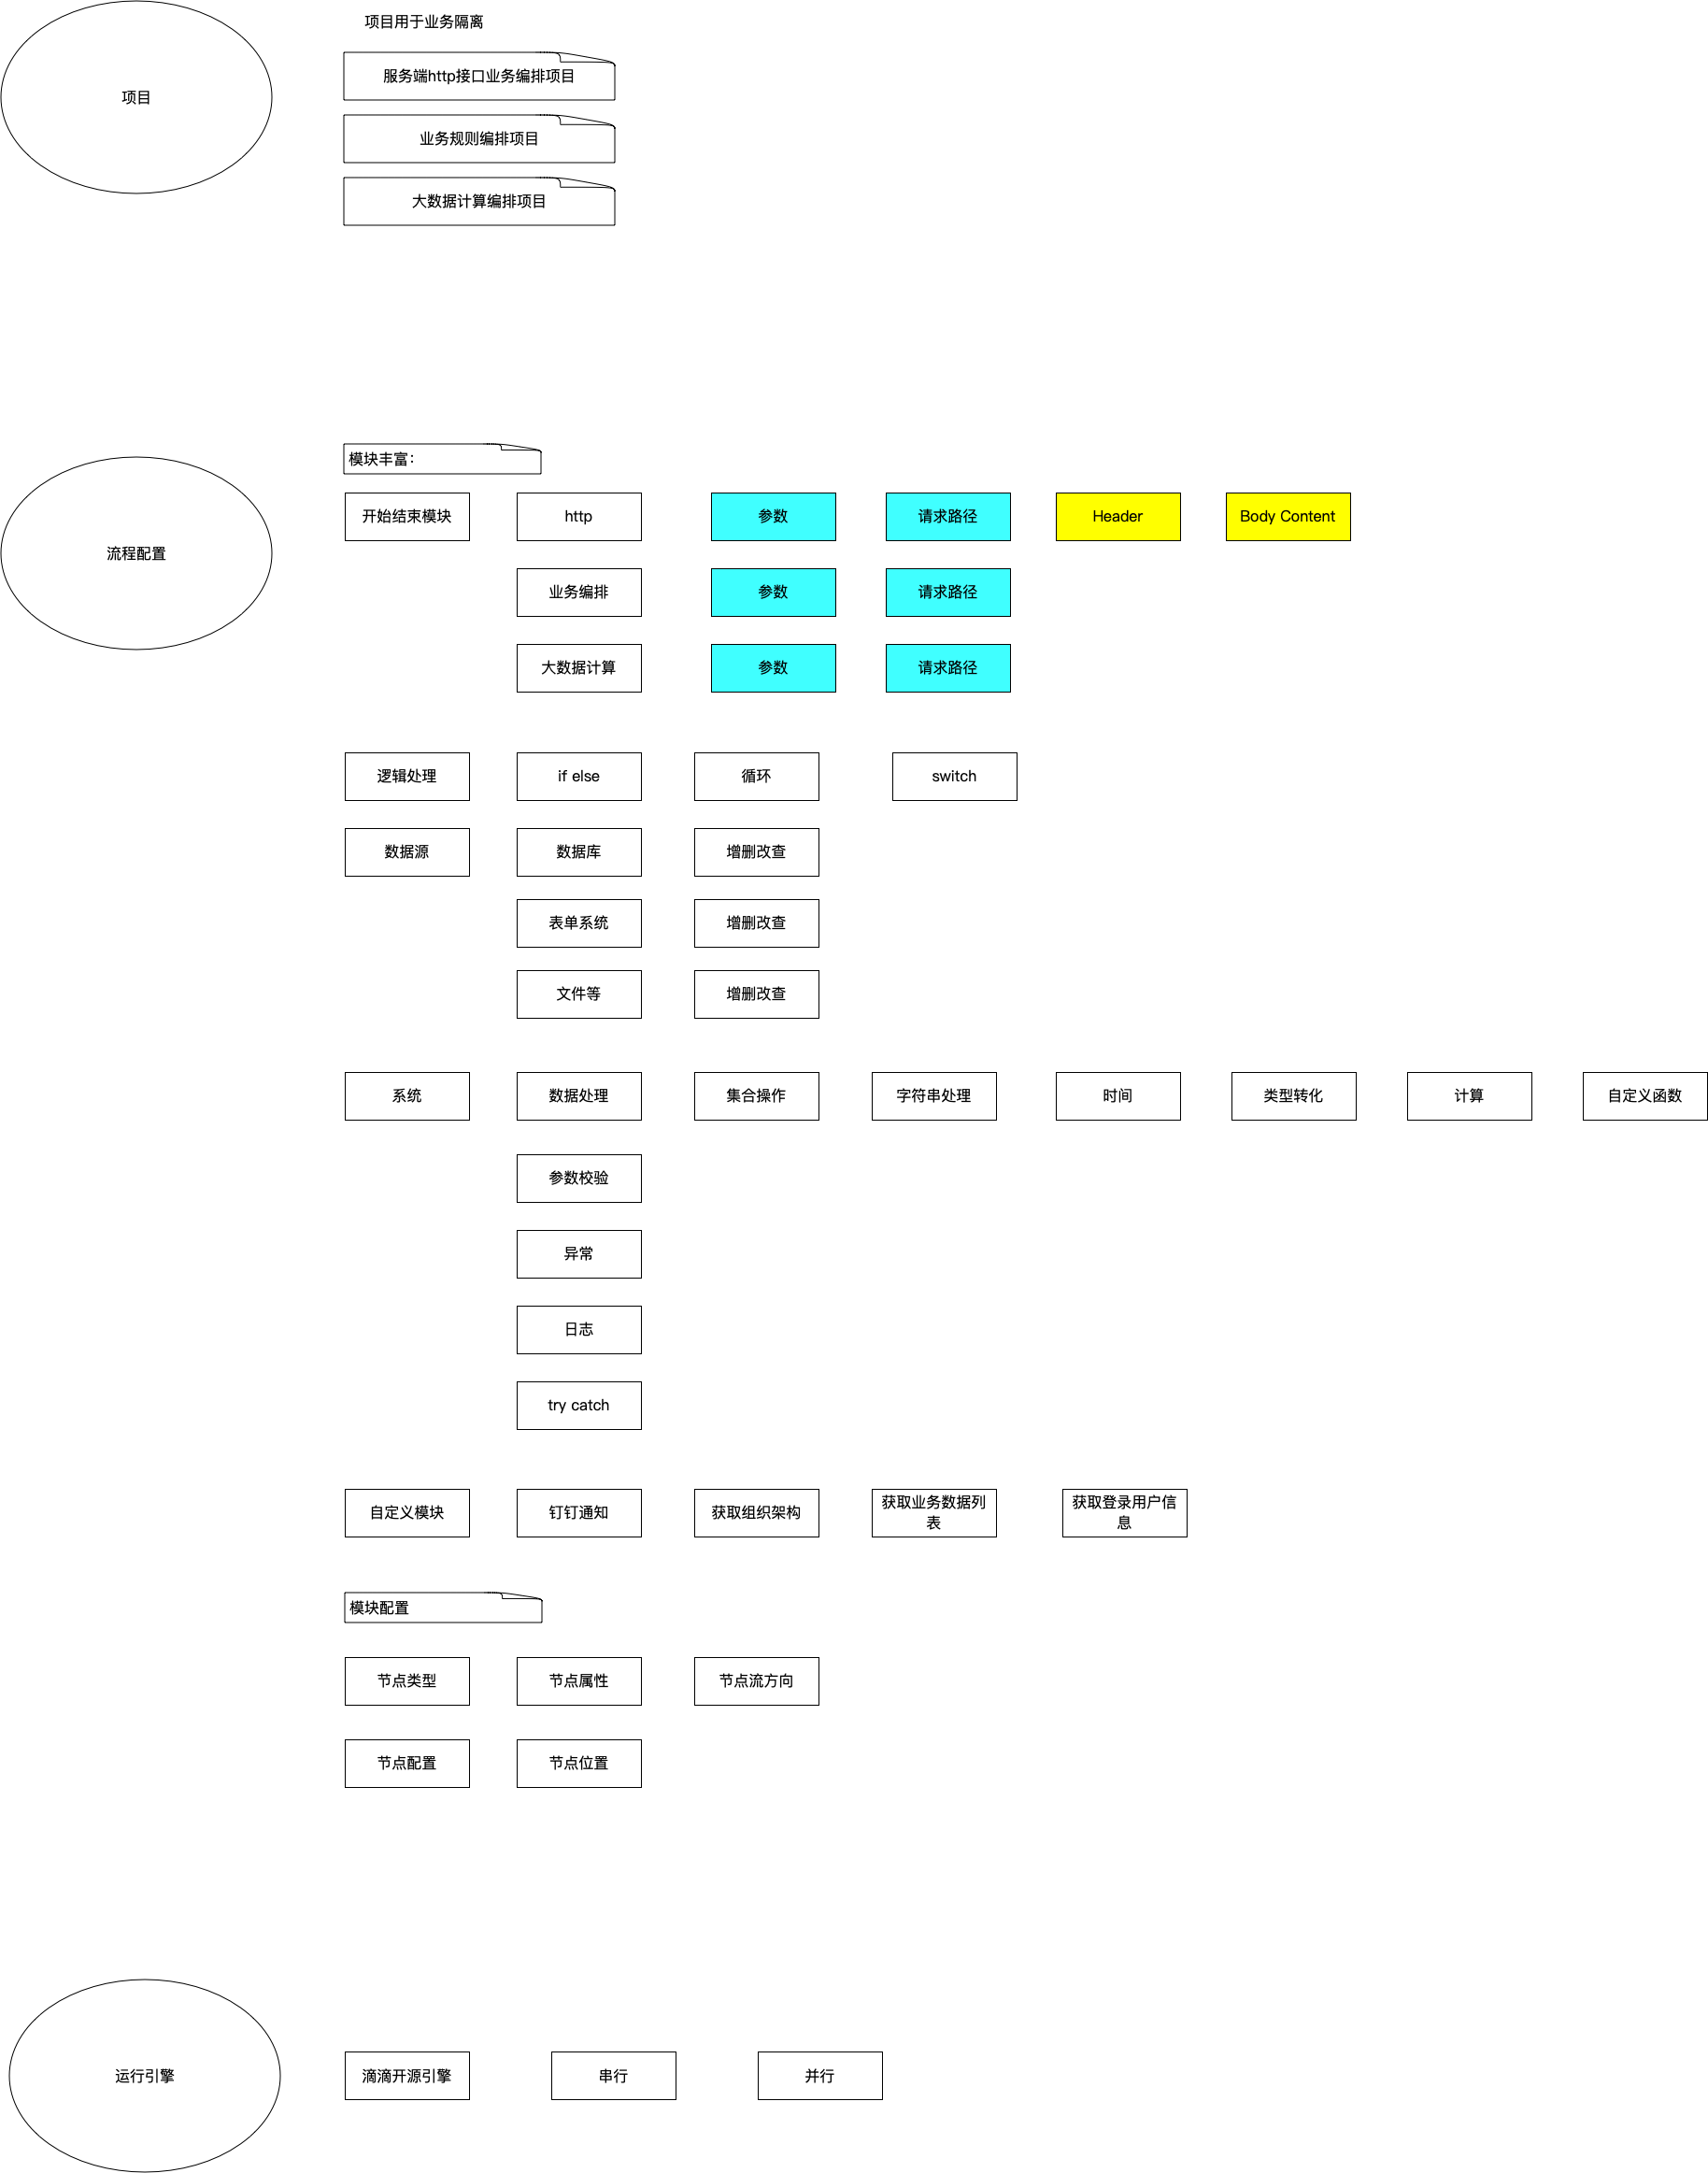 项目用于业务隔离
项目
服务端http接口业务编排项目
业务规则编排项目
大数据计算编排项目
模块丰富：
流程配置
开始结束模块
http
参数
请求路径
Header
Body Content
业务编排
参数
请求路径
大数据计算
参数
请求路径
逻辑处理
if else
循环
switch
数据源
数据库
增删改查
表单系统
增删改查
文件等
增删改查
系统
数据处理
集合操作
字符串处理
时间
类型转化
计算
自定义函数
参数校验
异常
日志
try catch
自定义模块
钉钉通知
获取组织架构
获取业务数据列
表
获取登录用户信
息
模块配置
节点类型
节点属性
节点流方向
节点配置
节点位置
运行引擎
滴滴开源引擎
串行
并行